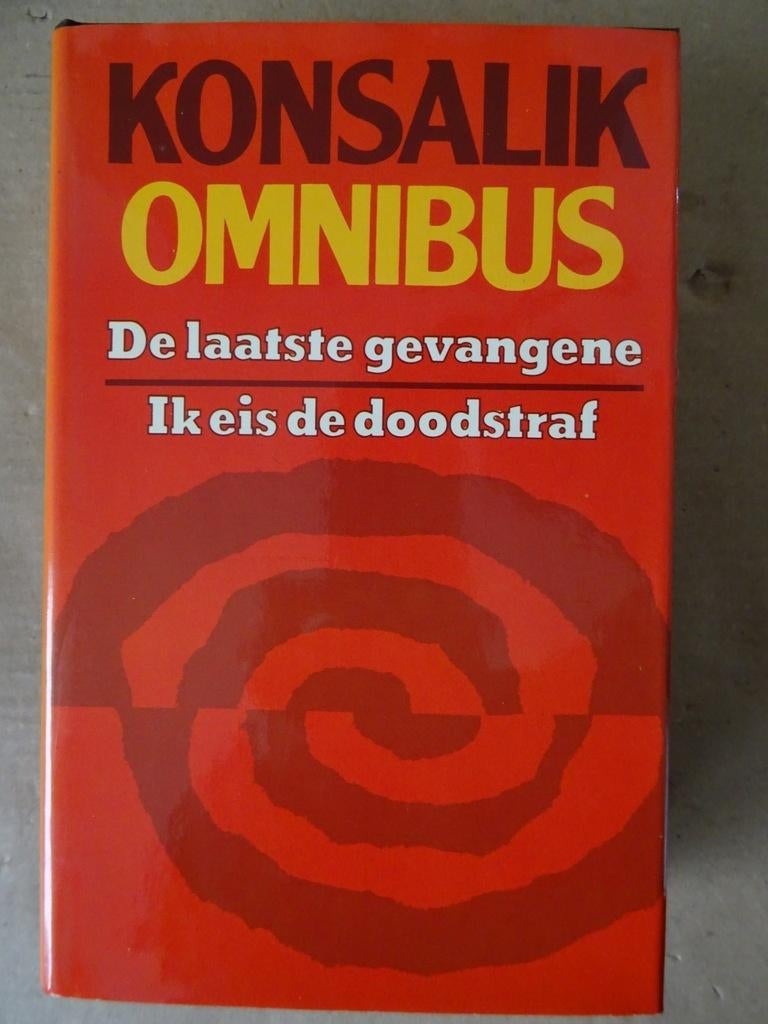 KONSALIK
OMNIBUS
De laatste gevangene
Ik eis de doodstraf